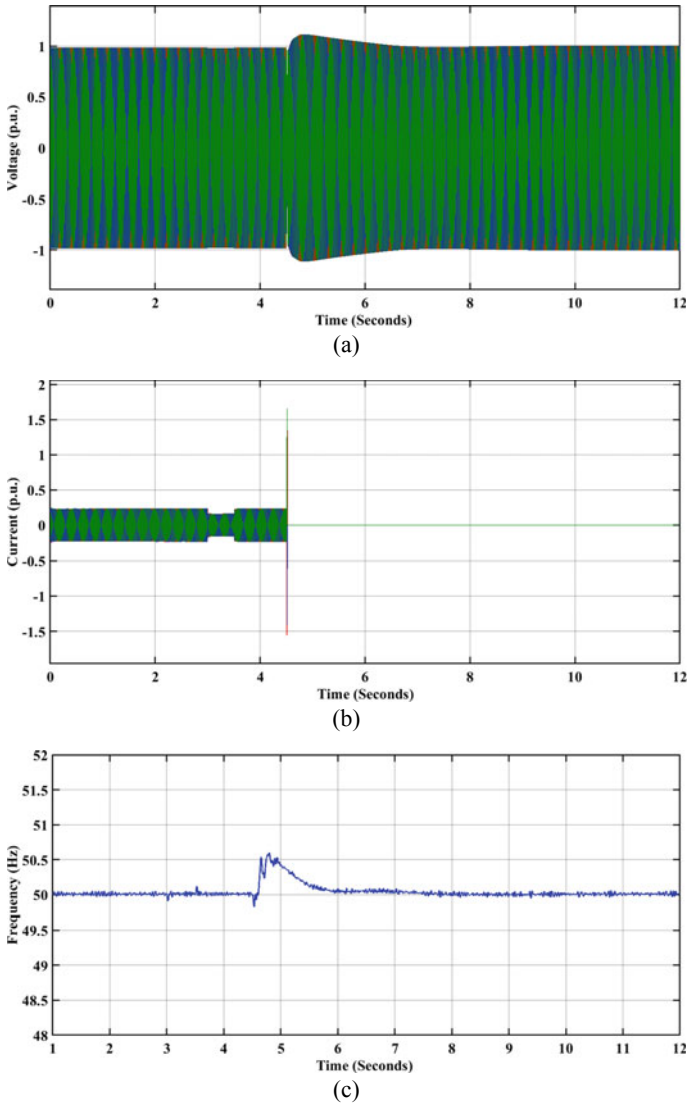 1
0.5
0
-0.5
-1
Voltage (p.u.)
0 2 4 6 8 10 12
Time (Seconds)
(a)
2
1.5
1
0.5
0
-0.5
-1
-1.5
Current (p.u.)
0 2 4 6 8 10 12
Time (Seconds)
(b)
52
51.5
51
50.5
50
49.5
49
48.5
48
Frequency (Hz)
1 2 3 4 5 6 7 8 9 10 11 12
Time (Seconds)
(c)